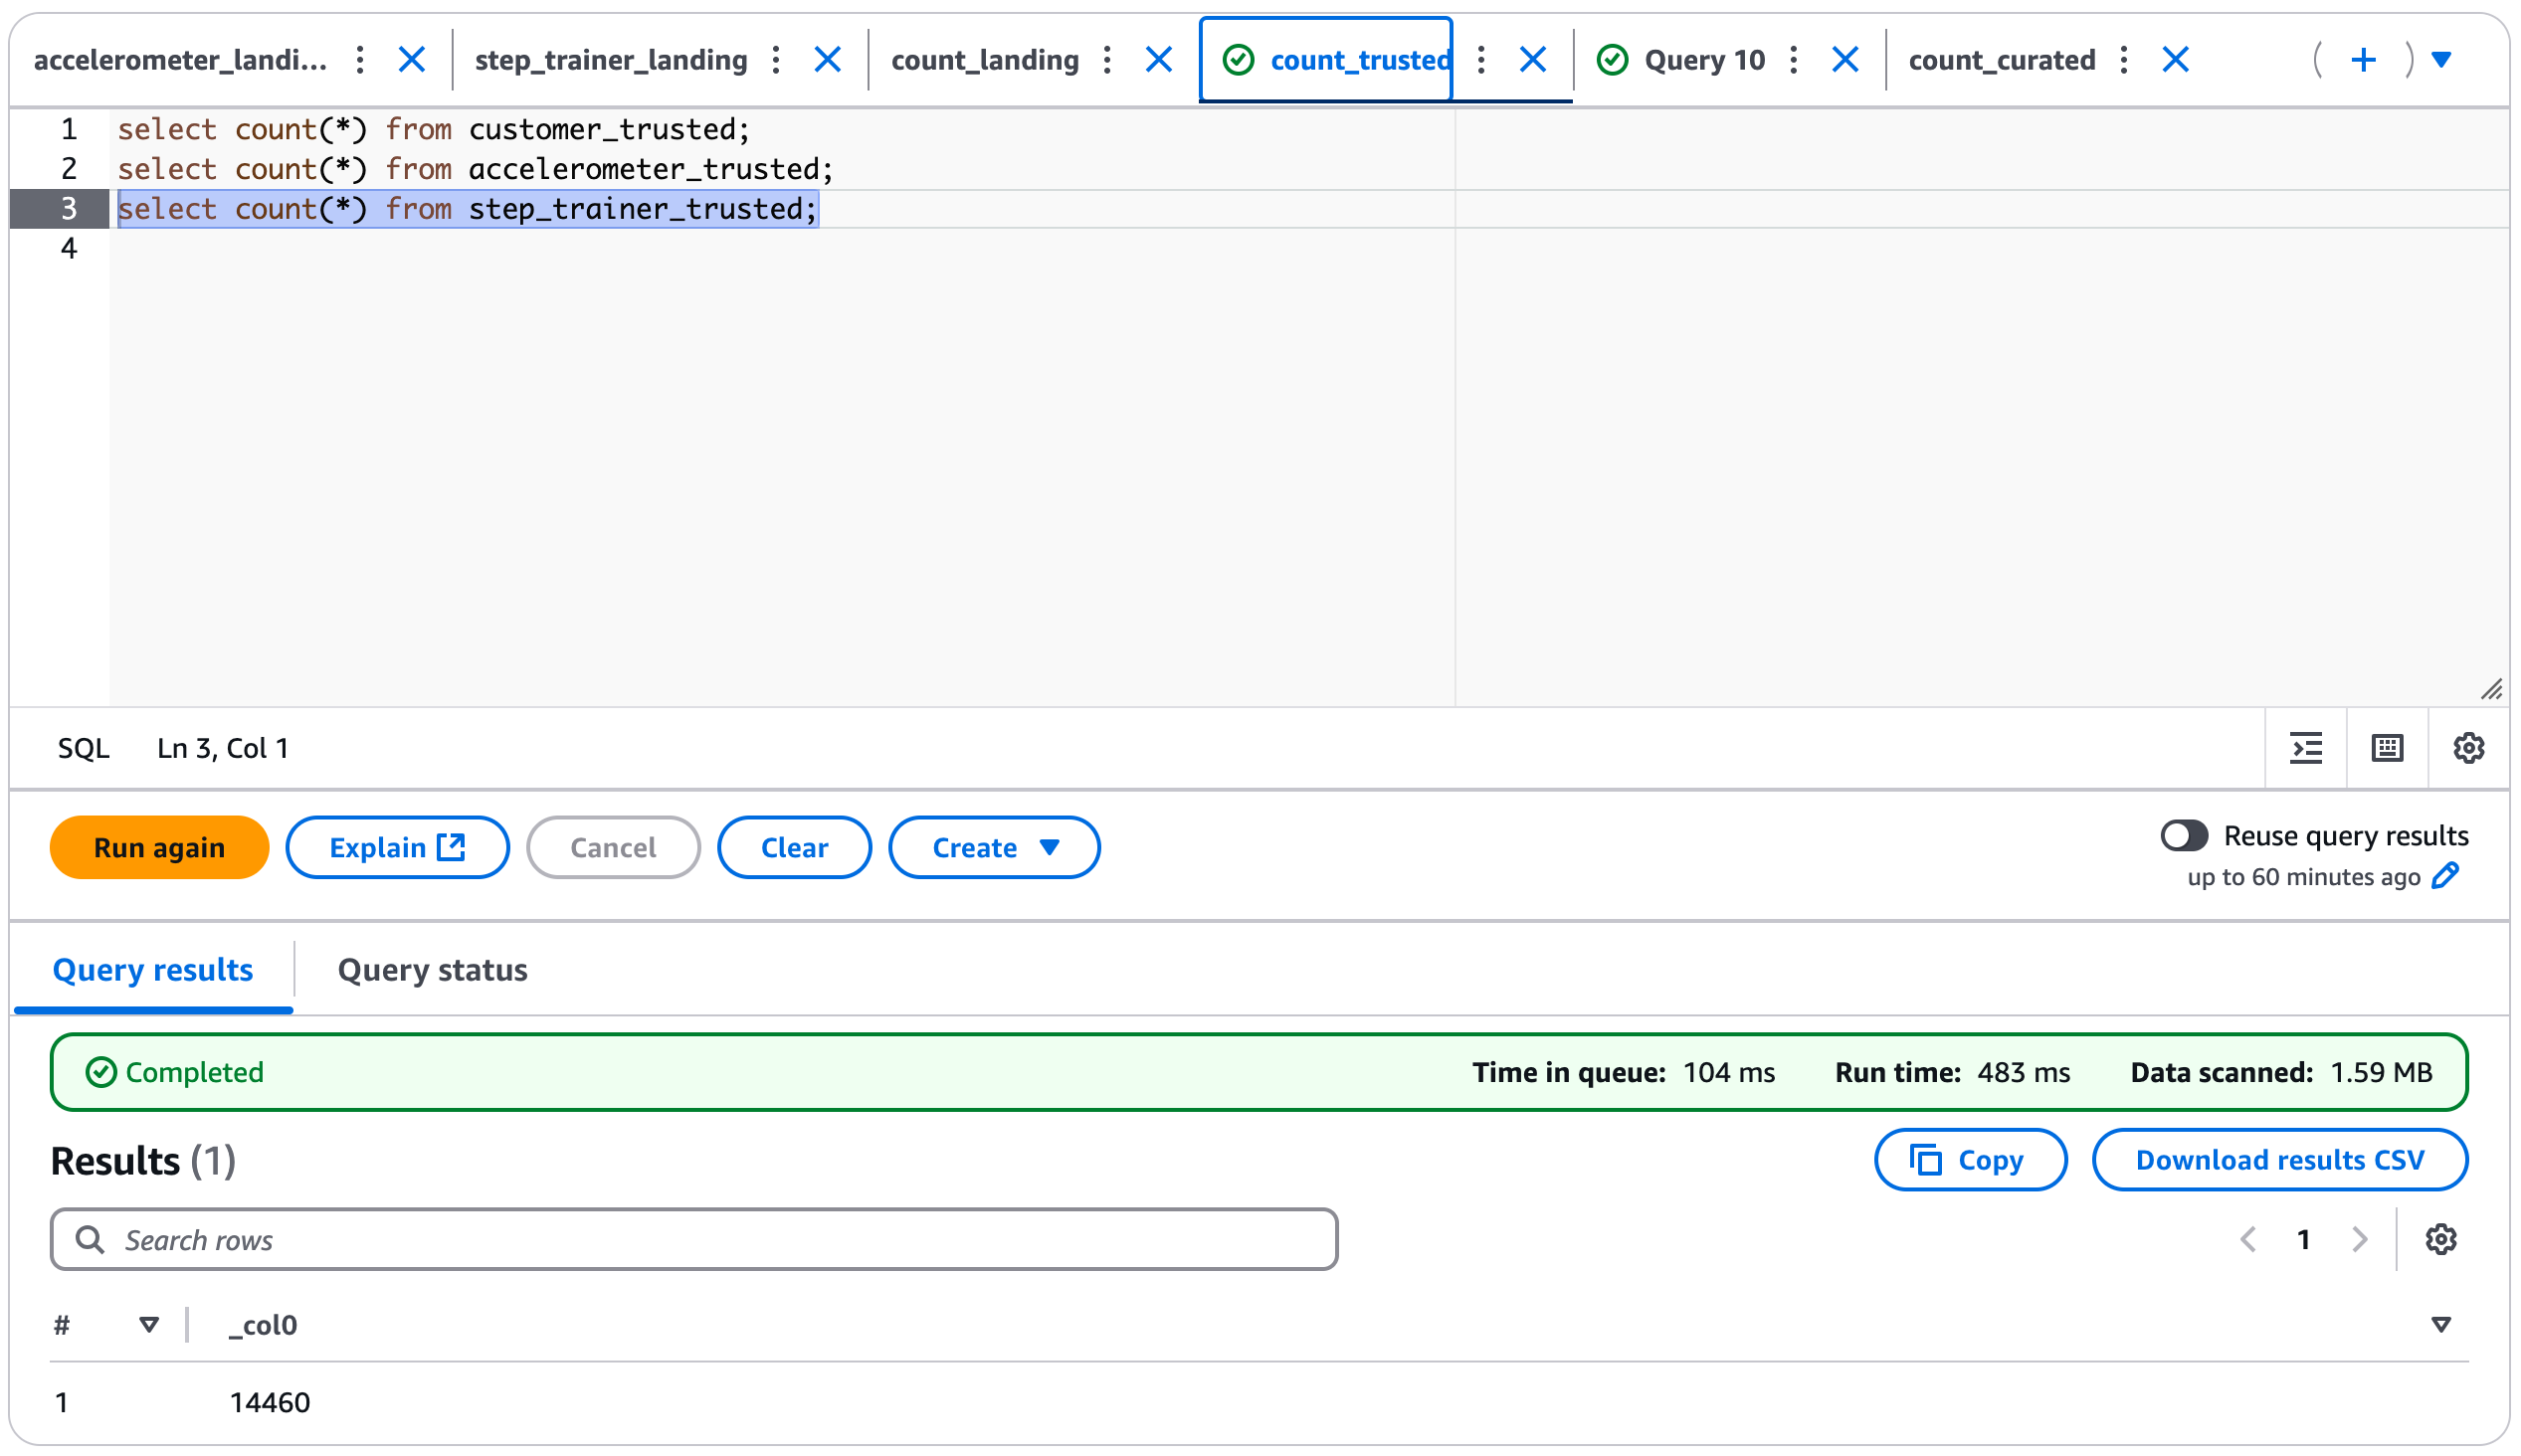 accelerometer_landi... step_trainer_landing count_landing count_trusted Query 10 count_curated
1 select count(*) from customer_trusted;
2 select count(*) from accelerometer_trusted;
3 select count(*) from step_trainer_trusted;
4
SQL Ln 3, Col 1
Run again Explain Cancel Clear Create
Reuse query results
up to 60 minutes ago
Query results Query status
Completed Time in queue: 104 ms Run time: 483 ms Data scanned: 1.59 MB
Results (1) Copy Download results CSV
Search rows 1
# _col0
1 14460